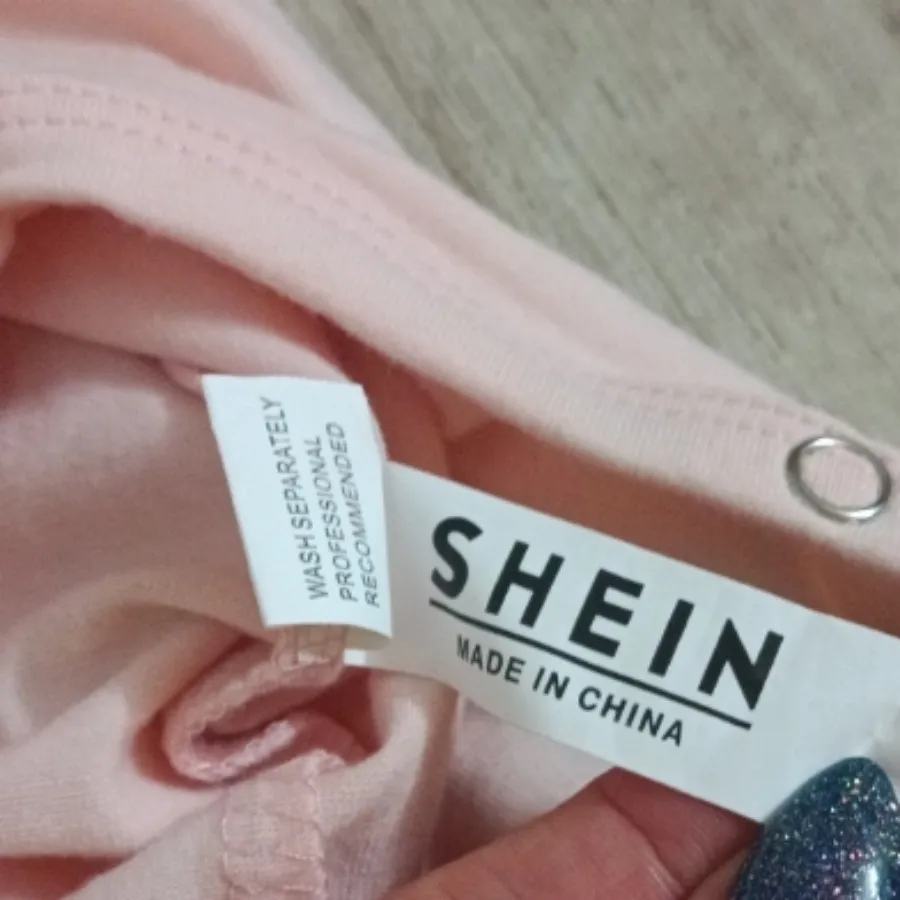 WASH SEPARATELY
PROFESSIONAL
RECOMMENDED
SHEIN
MADE IN CHINA